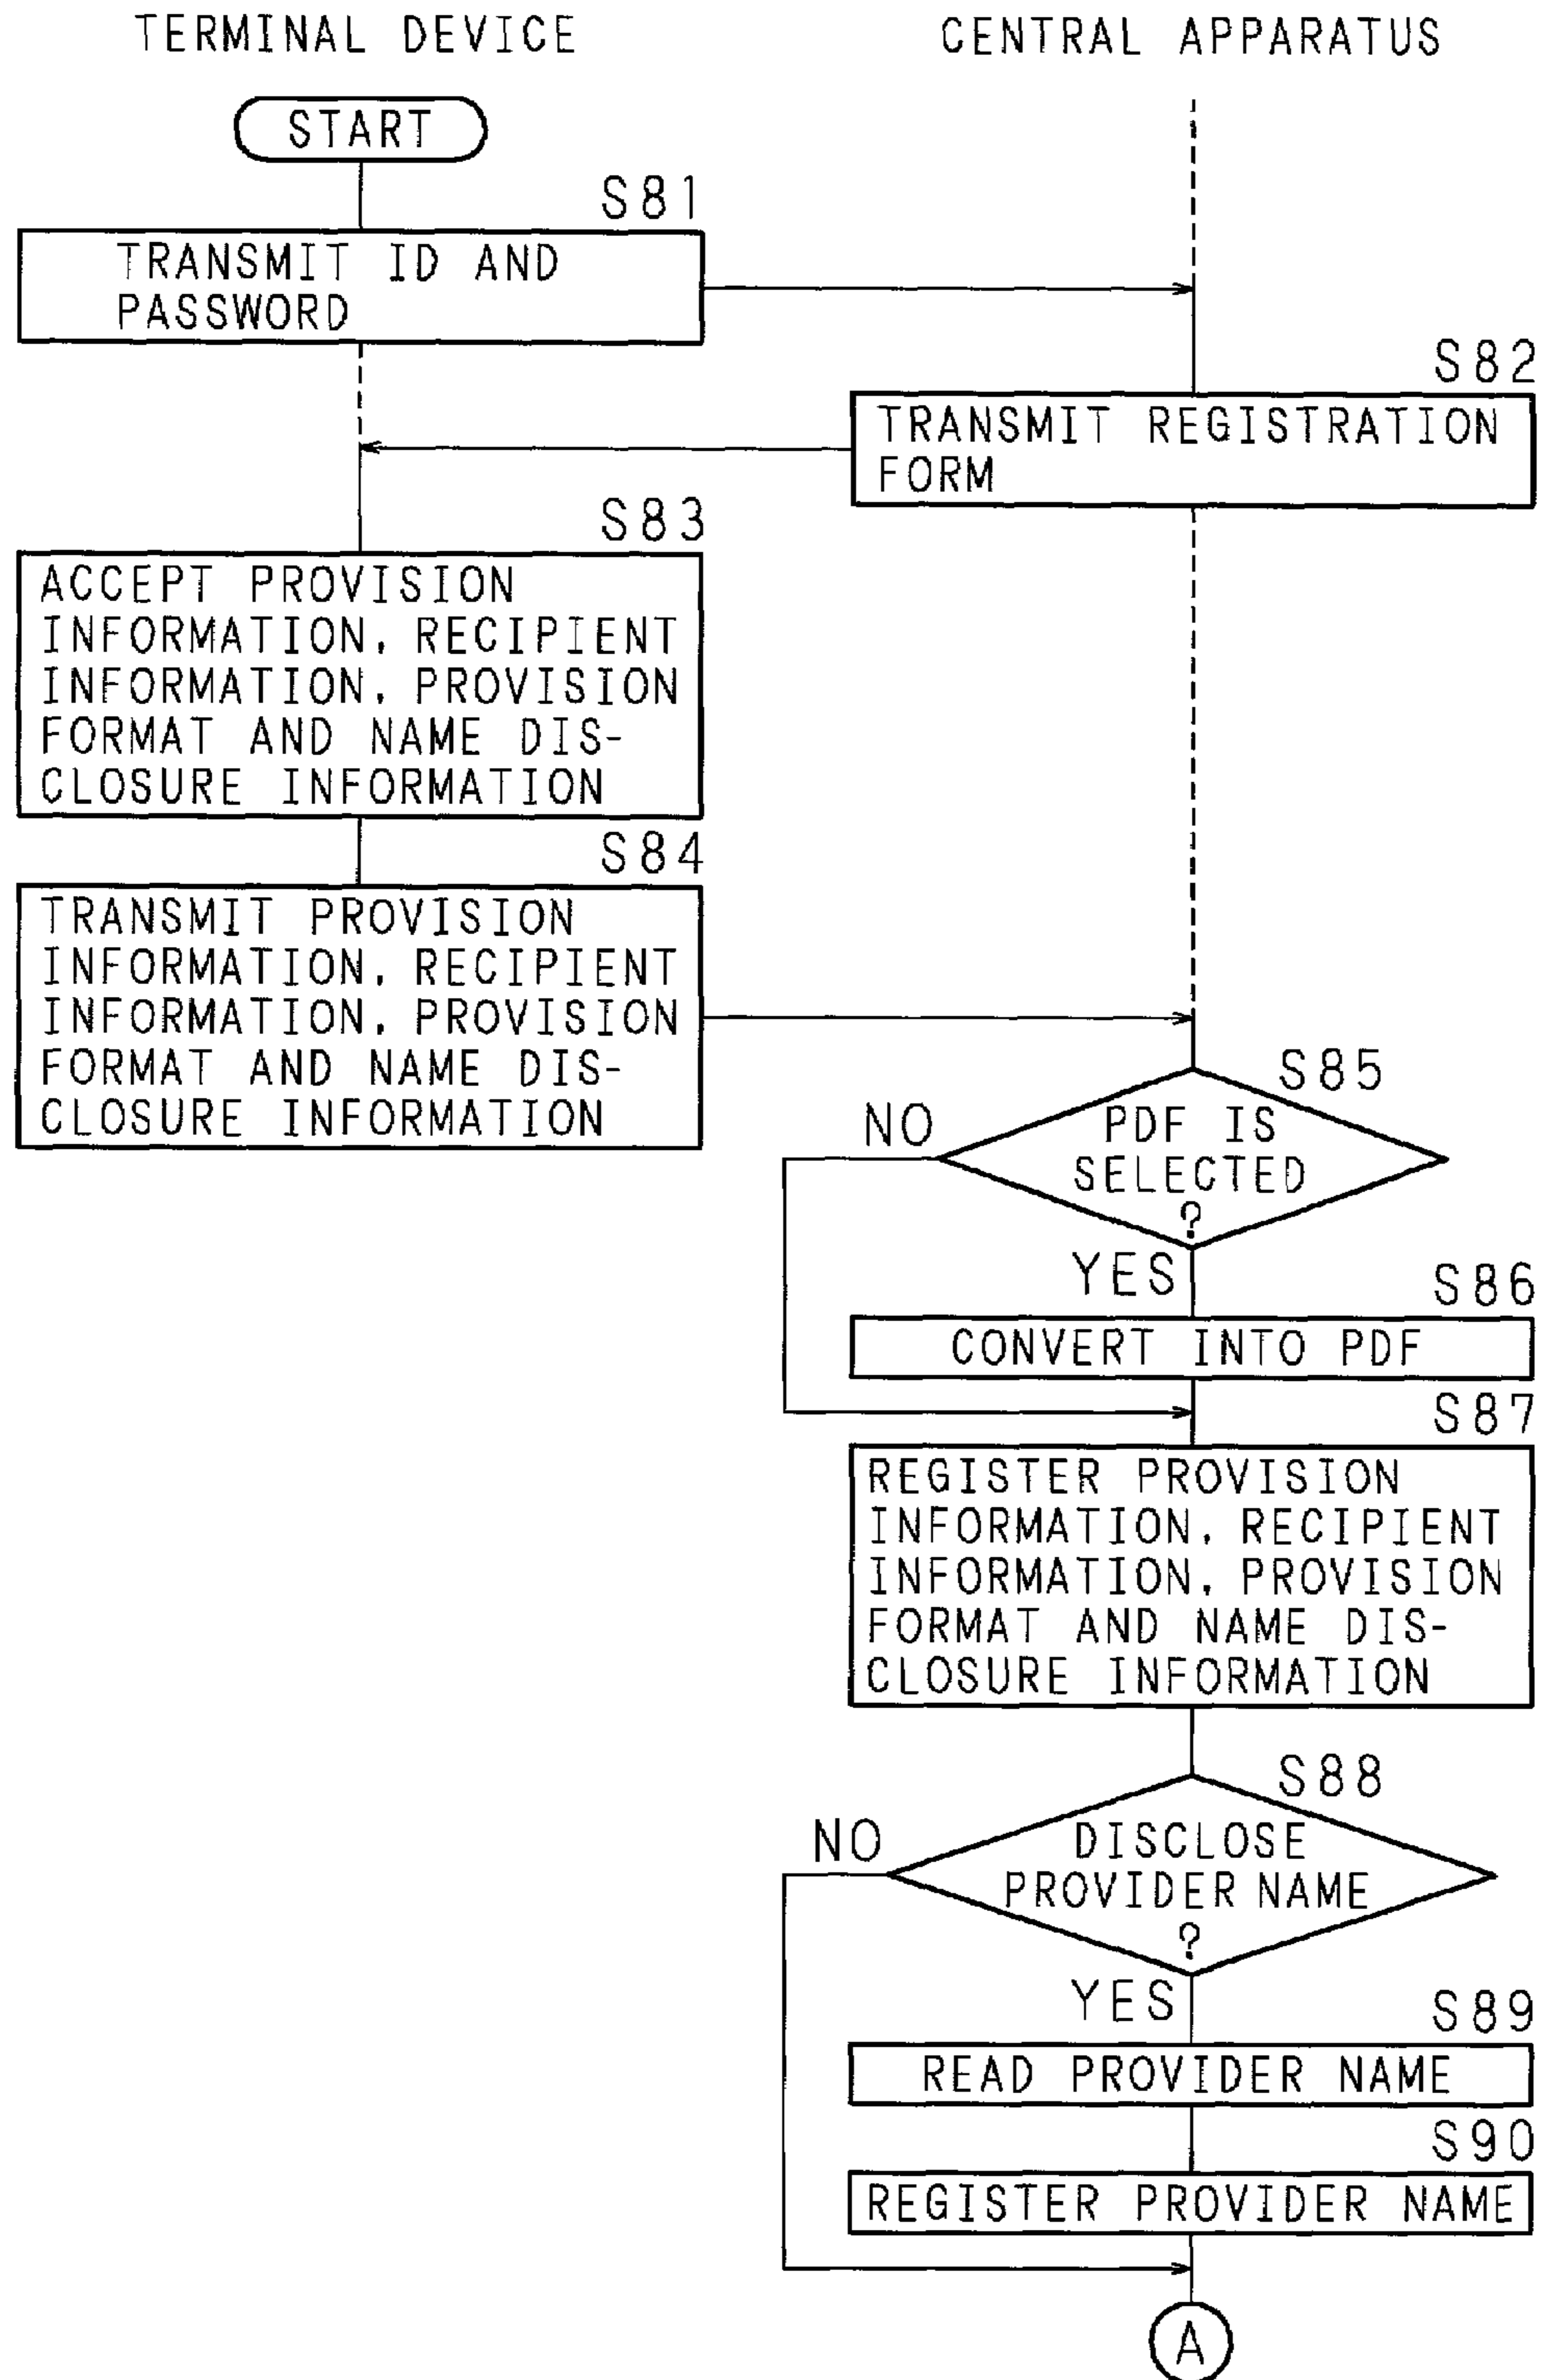 TERMINAL DEVICE
CENTRAL APPARATUS
START
S81
TRANSMIT ID AND
PASSWORD
S82
TRANSMIT REGISTRATION
FORM
S83
ACCEPT PROVISION
INFORMATION, RECIPIENT
INFORMATION, PROVISION
FORMAT AND NAME DIS-
CLOSURE INFORMATION
S84
TRANSMIT PROVISION
INFORMATION, RECIPIENT
INFORMATION, PROVISION
FORMAT AND NAME DIS-
CLOSURE INFORMATION
S85
NO
PDF IS
SELECTED
?
YES
S86
CONVERT INTO PDF
S87
REGISTER PROVISION
INFORMATION, RECIPIENT
INFORMATION, PROVISION
FORMAT AND NAME DIS-
CLOSURE INFORMATION
S88
NO
DISCLOSE
PROVIDER NAME
?
YES
S89
READ PROVIDER NAME
S90
REGISTER PROVIDER NAME
A